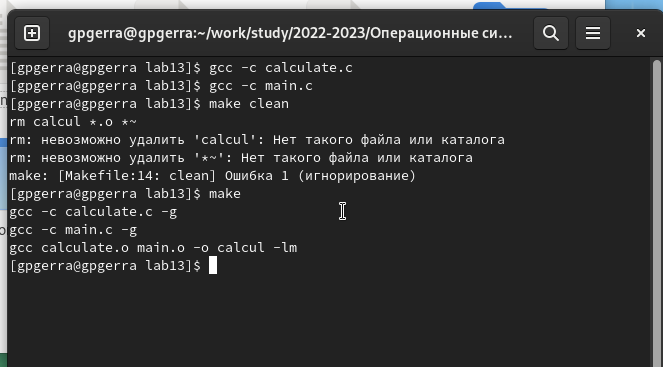 gpgerra@gpgerra:~/work/study/2022-2023/Операционные си...
[gpgerra@gpgerra lab13]$ gcc -c calculate.c
[gpgerra@gpgerra lab13]$ gcc -c main.c
[gpgerra@gpgerra lab13]$ make clean
rm calcul *.o *~
rm: невозможно удалить 'calcul': Нет такого файла или каталога
rm: невозможно удалить '*~': Нет такого файла или каталога
make: [Makefile:14: clean] Ошибка 1 (игнорирование)
[gpgerra@gpgerra lab13]$ make
gcc -c calculate.c -g
gcc -c main.c -g
gcc calculate.o main.o -o calcul -lm
[gpgerra@gpgerra lab13]$